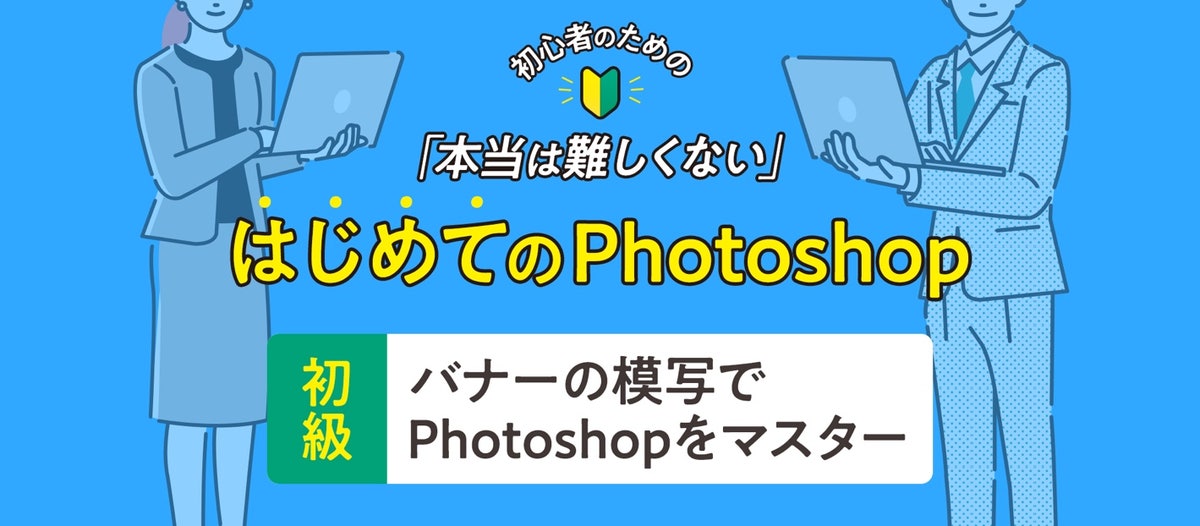 初心者のための
「本当は難しくない」
はじめてのPhotoshop
初級
バナーの模写で
Photoshopをマスター